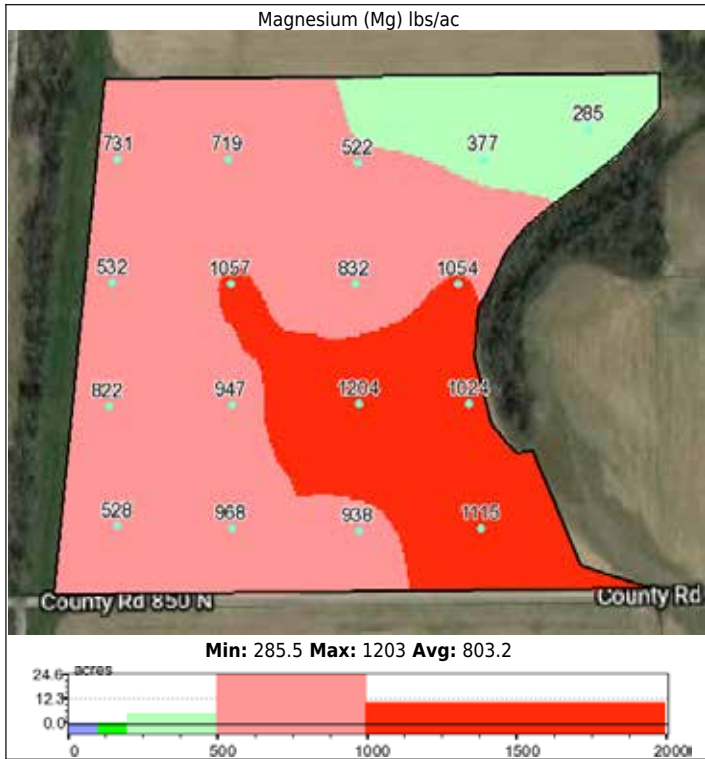 Magnesium (Mg) lbs/ac
285
731 719 522 377
532 1057 832 1054
822 947 1204 1024
528 968 938 1115
County Rd 850 N County Rd
Min: 285.5 Max: 1203 Avg: 803.2
24.6 acres
12.3
0.0
0 500 1000 1500 2000